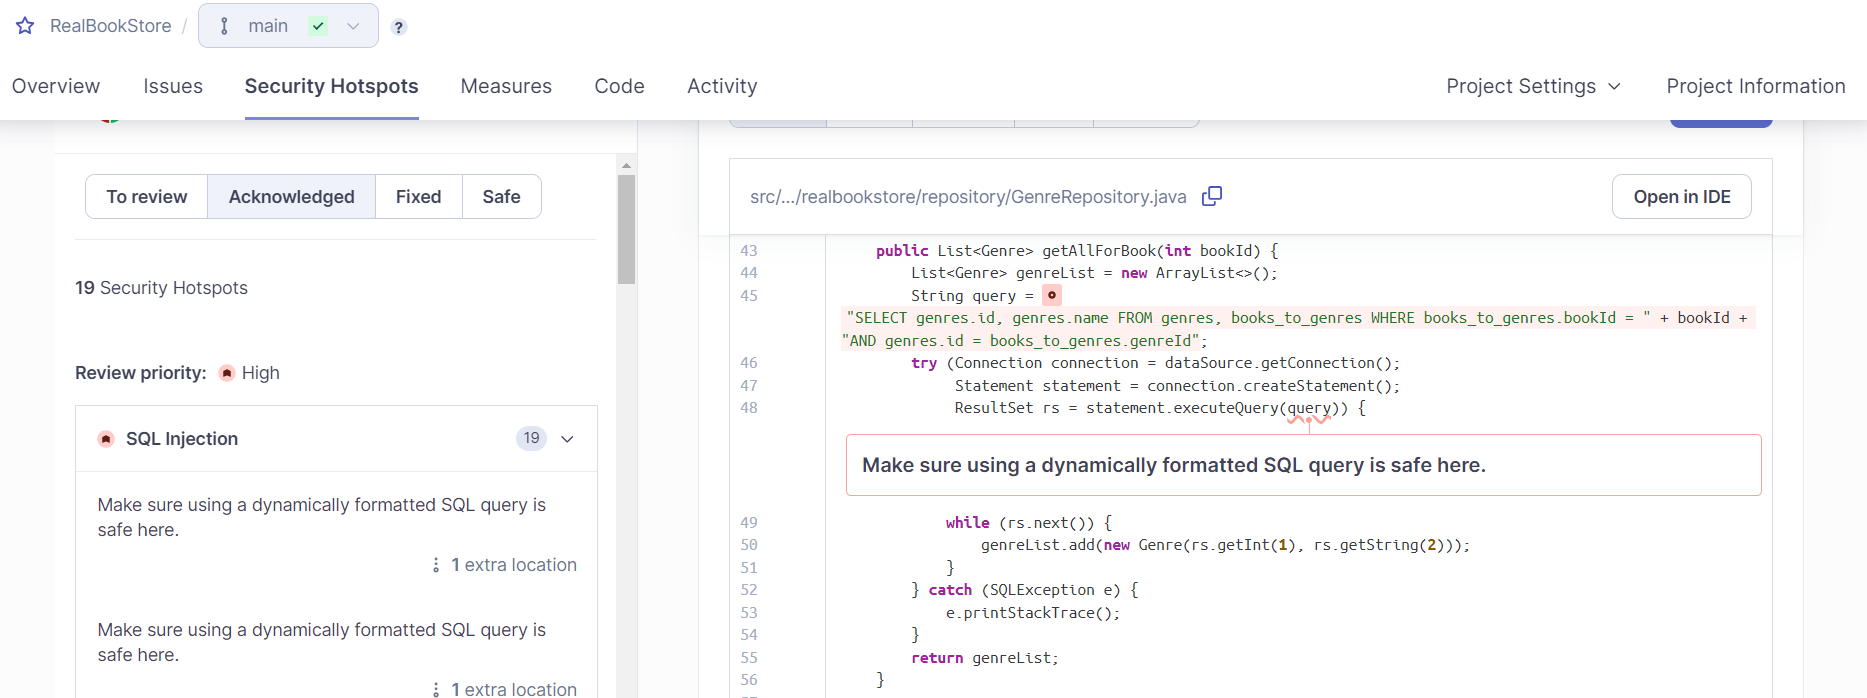 RealBookStore / main ?
Overview Issues Security Hotspots Measures Code Activity Project Settings Project Information
To review Acknowledged Fixed Safe
19 Security Hotspots
Review priority: High
SQL Injection 19
Make sure using a dynamically formatted SQL query is
safe here.
1 extra location
Make sure using a dynamically formatted SQL query is
safe here.
1 extra location
src/.../realbookstore/repository/GenreRepository.java Open in IDE
43 public List<Genre> getAllForBook(int bookId) {
44 List<Genre> genreList = new ArrayList<>();
45 String query =
"SELECT genres.id, genres.name FROM genres, books_to_genres WHERE books_to_genres.bookId = " + bookId +
"AND genres.id = books_to_genres.genreId";
46 try (Connection connection = dataSource.getConnection();
47 Statement statement = connection.createStatement();
48 ResultSet rs = statement.executeQuery(query)) {
Make sure using a dynamically formatted SQL query is safe here.
49 while (rs.next()) {
50 genreList.add(new Genre(rs.getInt(1), rs.getString(2)));
51 }
52 } catch (SQLException e) {
53 e.printStackTrace();
54 }
55 return genreList;
56 }